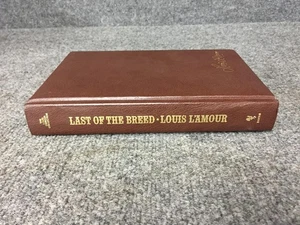 LAST OF THE BREED • LOUIS L'AMOUR